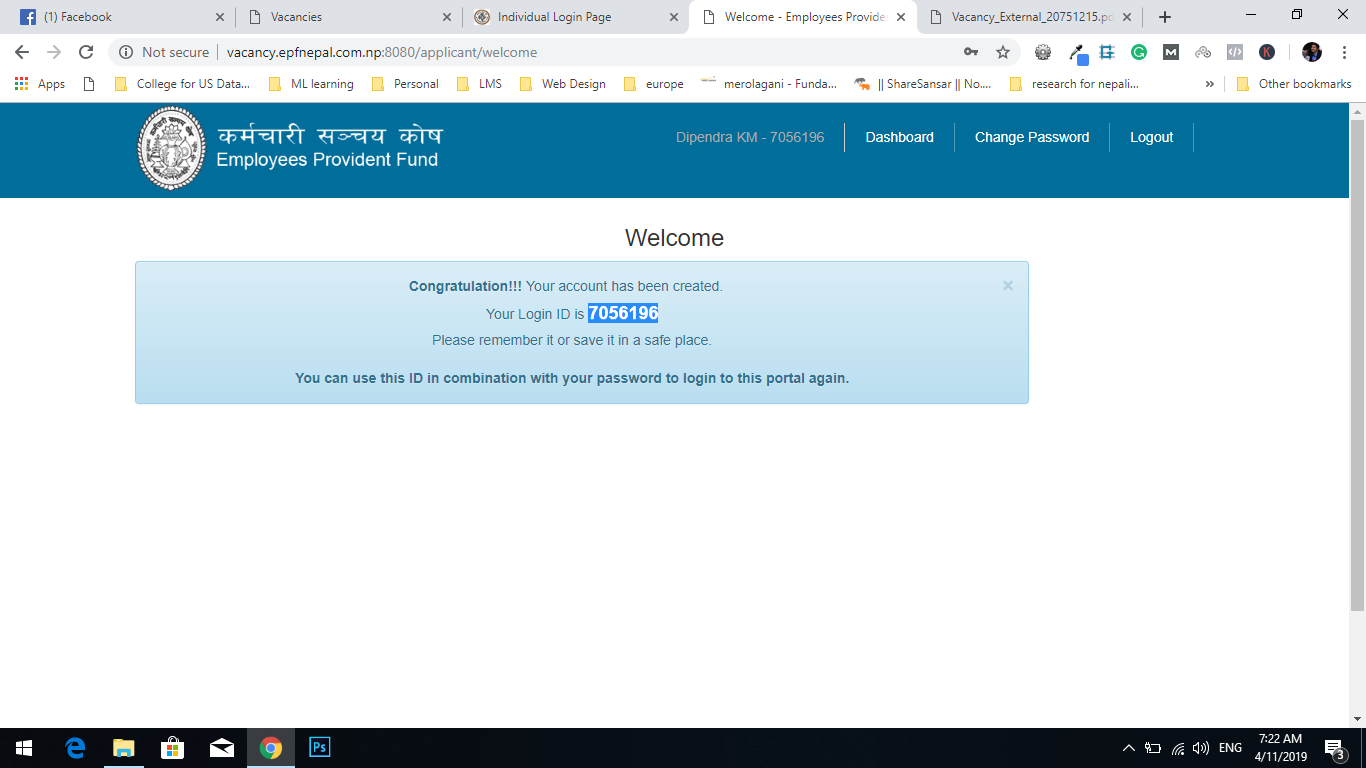 (1) Facebook
Vacancies
Individual Login Page
Welcome - Employees Provide
Vacancy_External_20751215.pd
Not secure
vacancy.epfnepal.com.np:8080/applicant/welcome
Apps
College for US Data...
ML learning
Personal
LMS
Web Design
europe
merolagani - Funda...
|| ShareSansar || No....
research for nepali...
»
Other bookmarks
कर्मचारी सञ्चय कोष
Employees Provident Fund
Dipendra KM - 7056196
Dashboard
Change Password
Logout
Welcome
Congratulation!!! Your account has been created.
×
Your Login ID is 7056196
Please remember it or save it in a safe place.
You can use this ID in combination with your password to login to this portal again.
Ps
ENG
7:22 AM
4/11/2019
3